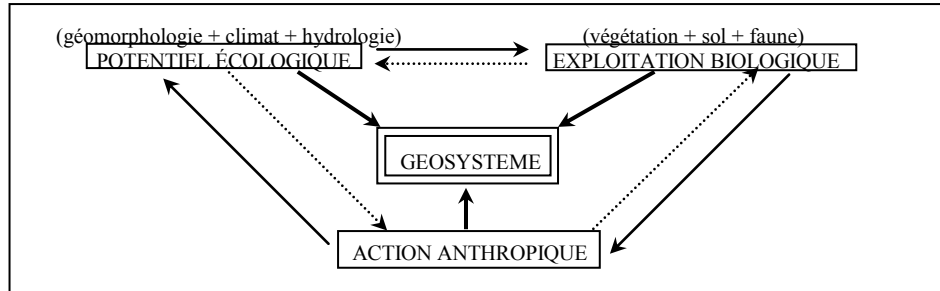 (géomorphologie + climat + hydrologie) (végétation + sol + faune)
POTENTIEL ÉCOLOGIQUE EXPLOITATION BIOLOGIQUE
GEOSYSTEME
ACTION ANTHROPIQUE